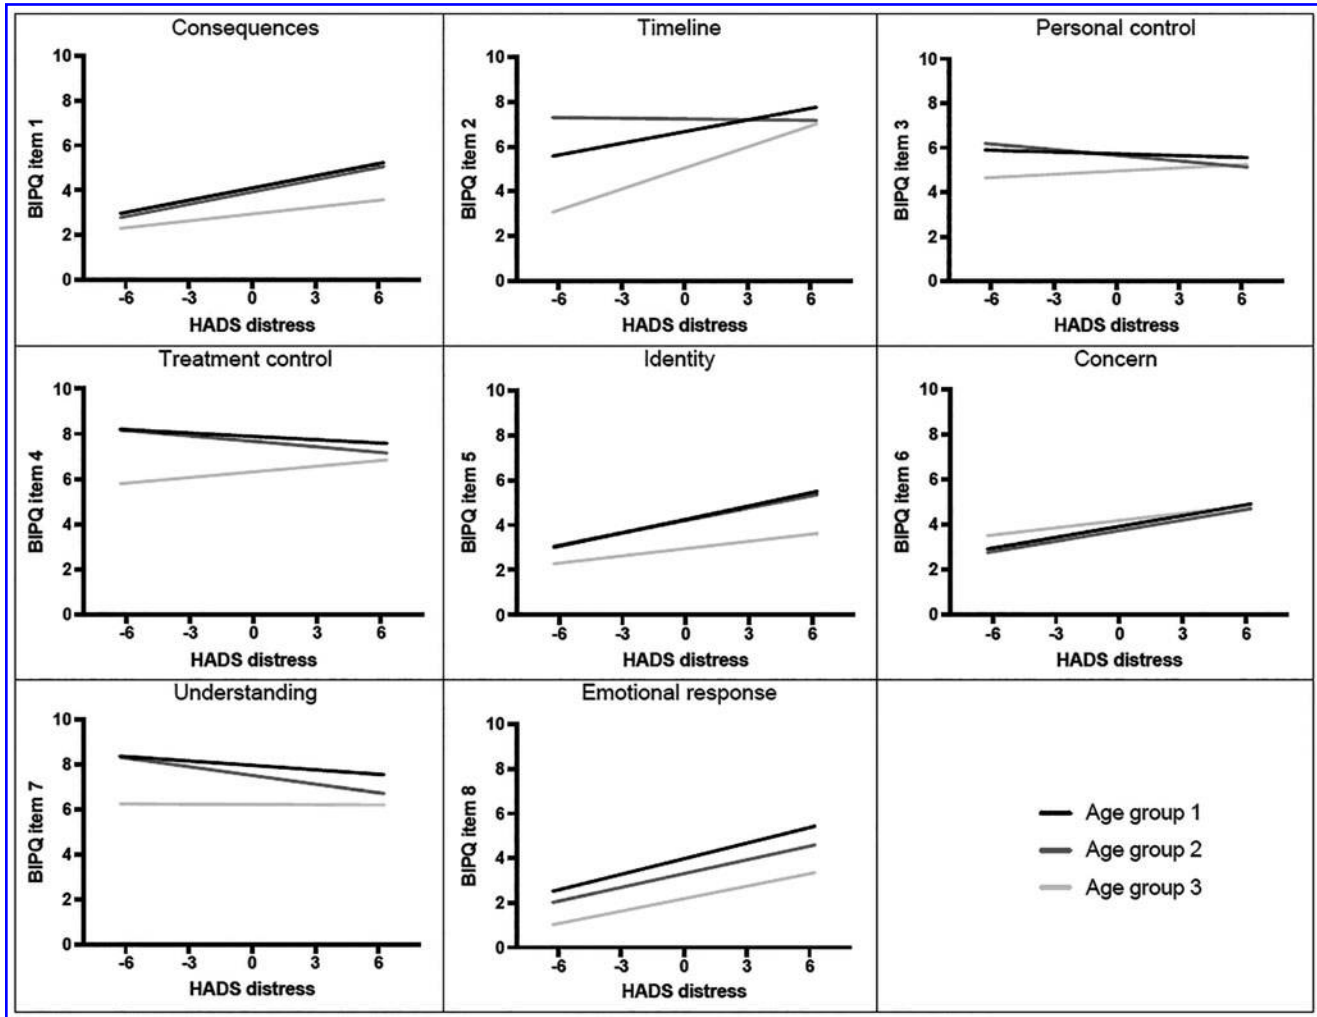 Consequences
10
8
6
4
2
0
BIPQ item 1
-6 -3 0 3 6
HADS distress
Timeline
10
8
6
4
2
0
BIPQ item 2
-6 -3 0 3 6
HADS distress
Personal control
10
8
6
4
2
0
BIPQ item 3
-6 -3 0 3 6
HADS distress
Treatment control
10
8
6
4
2
0
BIPQ item 4
-6 -3 0 3 6
HADS distress
Identity
10
8
6
4
2
0
BIPQ item 5
-6 -3 0 3 6
HADS distress
Concern
10
8
6
4
2
0
BIPQ item 6
-6 -3 0 3 6
HADS distress
Understanding
10
8
6
4
2
0
BIPQ item 7
-6 -3 0 3 6
HADS distress
Emotional response
10
8
6
4
2
0
BIPQ item 8
-6 -3 0 3 6
HADS distress
Age group 1
Age group 2
Age group 3